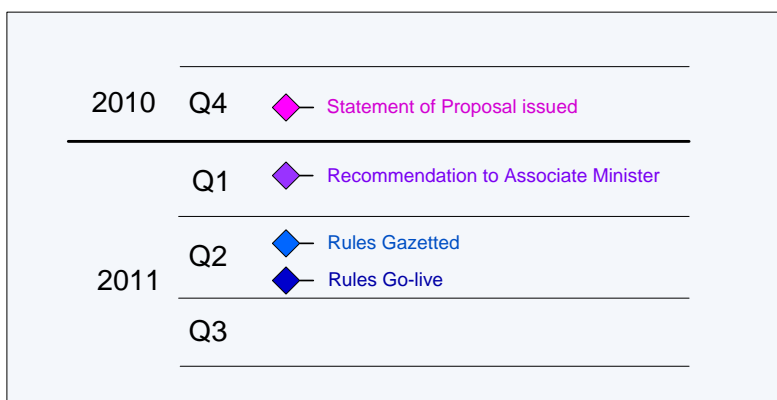 2010 Q4 Statement of Proposal issued
Q1 Recommendation to Associate Minister
2011 Q2 Rules Gazetted
Rules Go-live
Q3